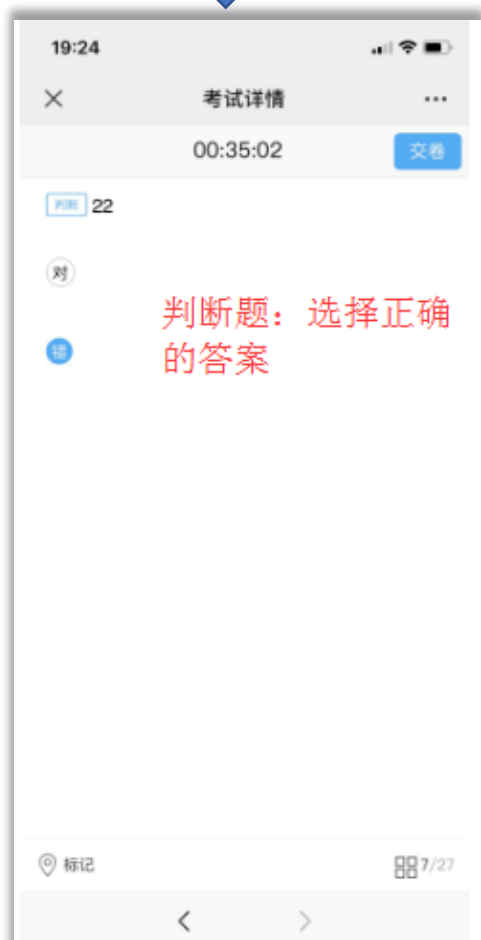 19:24
考试详情
00:35:02
交卷
判断 22
对
判断题：选择正确
的答案
错
标记
7/27